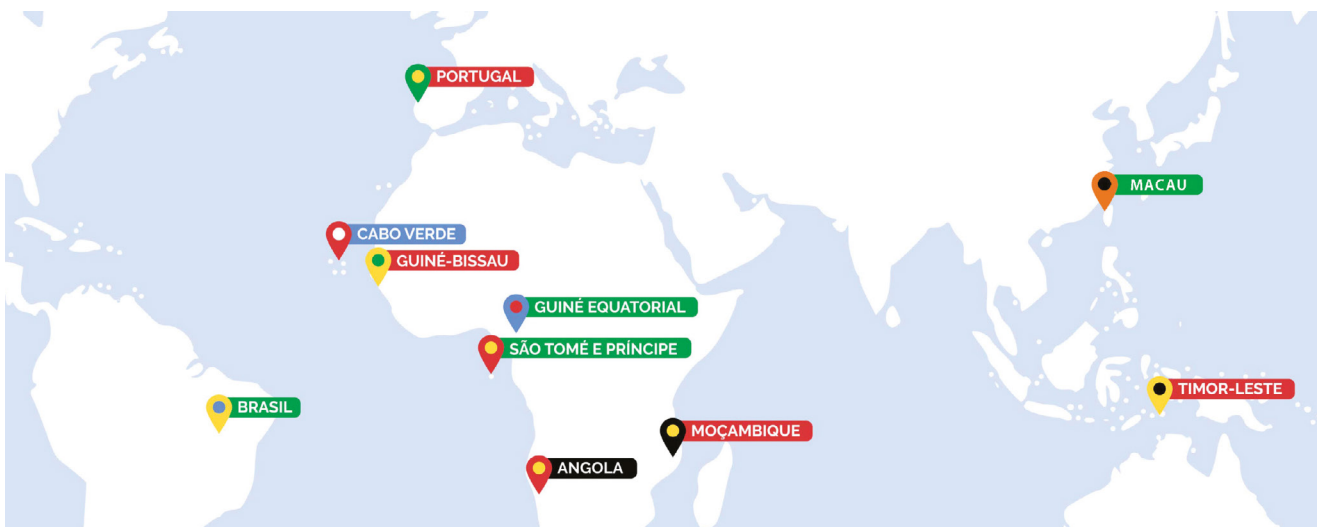 PORTUGAL
MACAU
CABO VERDE
GUINÉ-BISSAU
GUINÉ EQUATORIAL
SÃO TOMÉ E PRÍNCIPE
TIMOR-LESTE
BRASIL
MOÇAMBIQUE
ANGOLA